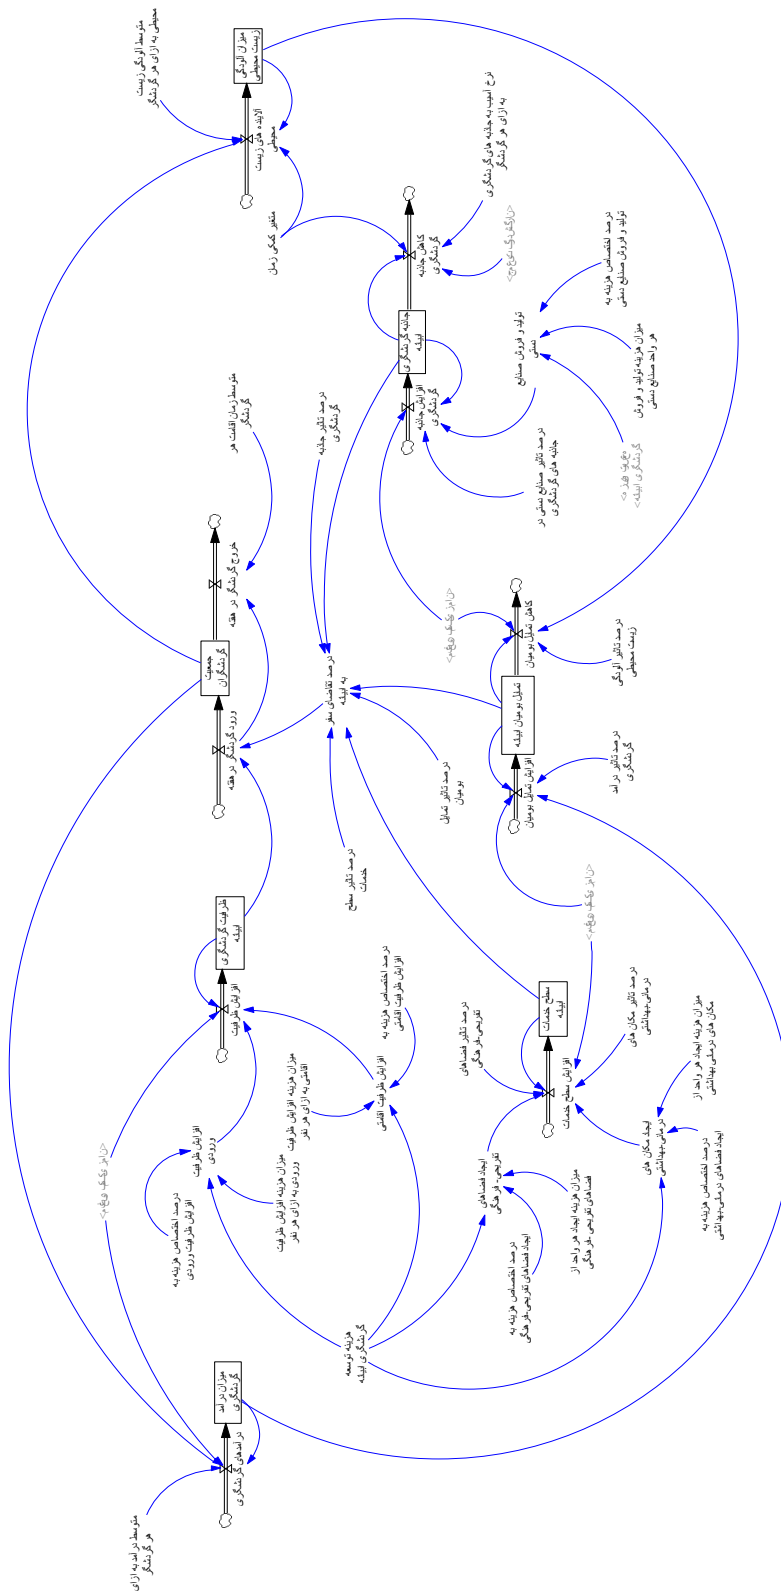 متوسط درآمد به ازای
هر گردشگر
درآمدهای گردشگری
میزان درآمد
گردشگری
درصد اختصاص هزینه به
افزایش ظرفیت ورودی
افزایش ظرفیت
ورودی
میزان هزینه افزایش ظرفیت
ورودی به ازای هر نفر
میزان هزینه افزایش ظرفیت
اقامتی به ازای هر نفر
افزایش ظرفیت اقامتی
درصد اختصاص هزینه به
افزایش ظرفیت اقامتی
افزایش ظرفیت
ظرفیت گردشگری
ابیانه
هزینه توسعه
گردشگری ابیانه
درصد اختصاص هزینه به
ایجاد فضاهای تفریحی-فرهنگی
میزان هزینه ایجاد هر واحد از
فضاهای تفریحی-فرهنگی
ایجاد فضاهای
تفریحی- فرهنگی
درصد تاثیر فضاهای
تفریحی-فرهنگی
افزایش سطح خدمات
سطح خدمات
ابیانه
ایجاد مکان های
درمانی-بهداشتی
درصد اختصاص هزینه به
ایجاد فضاهای درمانی-بهداشتی
میزان هزینه ایجاد هر واحد از
مکان های درمانی-بهداشتی
درصد تاثیر مکان های
درمانی-بهداشتی
ورود گردشگر در هفته
جمعیت
گردشگران
خروج گردشگر در هفته
متوسط زمان اقامت هر
گردشگر
درصد تقاضای سفر
به ابیانه
درصد تاثیر سطح
خدمات
درصد تاثیر تمایل
بومیان
درصد تاثیر جاذبه
گردشگری
افزایش تمایل بومیان
تمایل بومیان ابیانه
کاهش تمایل بومیان
درصد تاثیر درآمد
گردشگری
درصد تاثیر آلودگی
زیست محیطی
افزایش جاذبه
گردشگری
جاذبه گردشگری
ابیانه
کاهش جاذبه
گردشگری
درصد تاثیر صنایع دستی در
جاذبه های گردشگری
تولید و فروش صنایع
دستی
گردشگری ابیانه>
میزان هزینه تولید و فروش
هر واحد صنایع دستی
درصد اختصاص هزینه به
تولید و فروش صنایع دستی
نرخ آسیب به جاذبه های گردشگری
به ازای هر گردشگر
متغیر کمکی زمان
آلاینده های زیست
محیطی
میزان آلودگی
زیست محیطی
متوسط آلودگی زیست
محیطی به ازای هر گردشگر